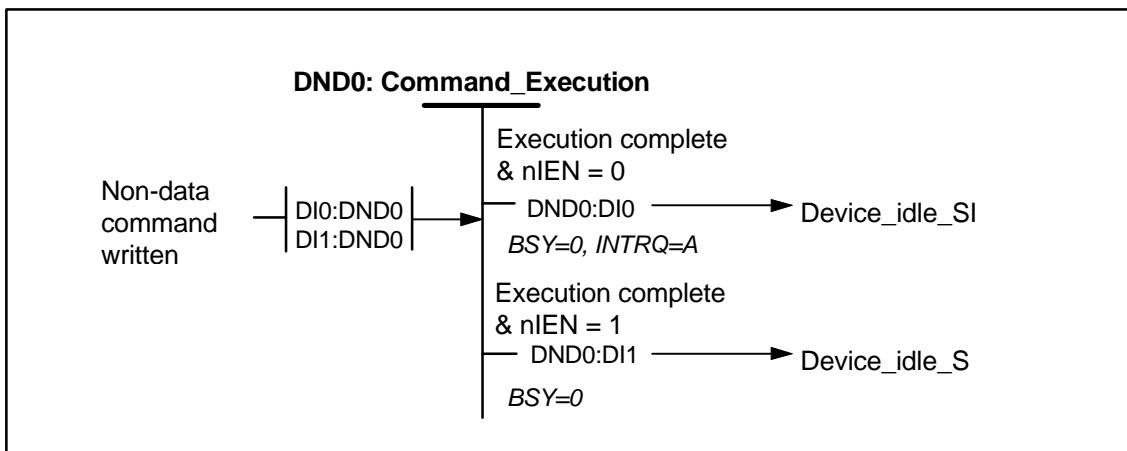 DND0: Command_Execution
Non-data
command
written
DI0:DND0
DI1:DND0
Execution complete
& nIEN = 0
DND0:DI0
Device_idle_SI
BSY=0, INTRQ=A
Execution complete
& nIEN = 1
DND0:DI1
Device_idle_S
BSY=0